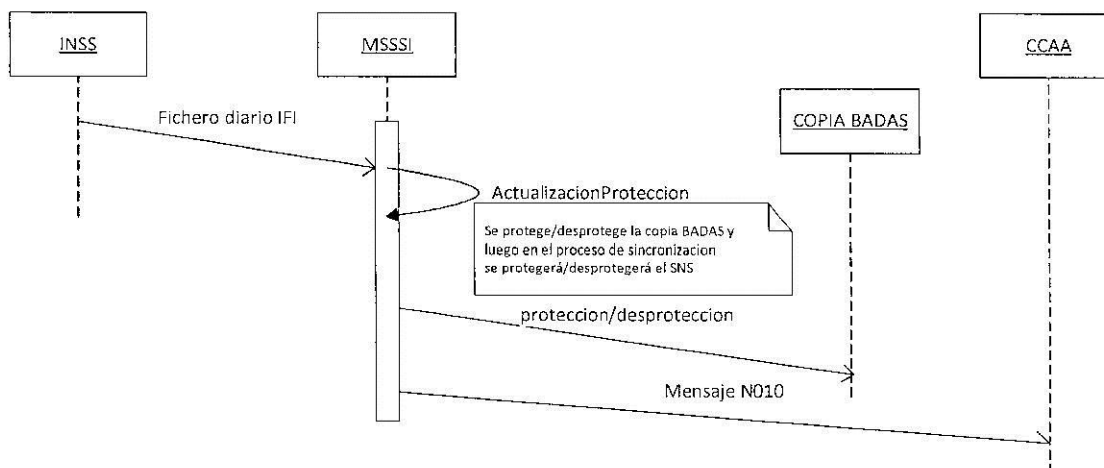 INSS
MSSSI
CCAA
COPIA BADAS
Fichero diario IFI
ActualizacionProteccion
Se protege/desprotege la copia BADAS y
luego en el proceso de sincronizacion
se protegerá/desprotegerá el SNS
proteccion/desproteccion
Mensaje N010